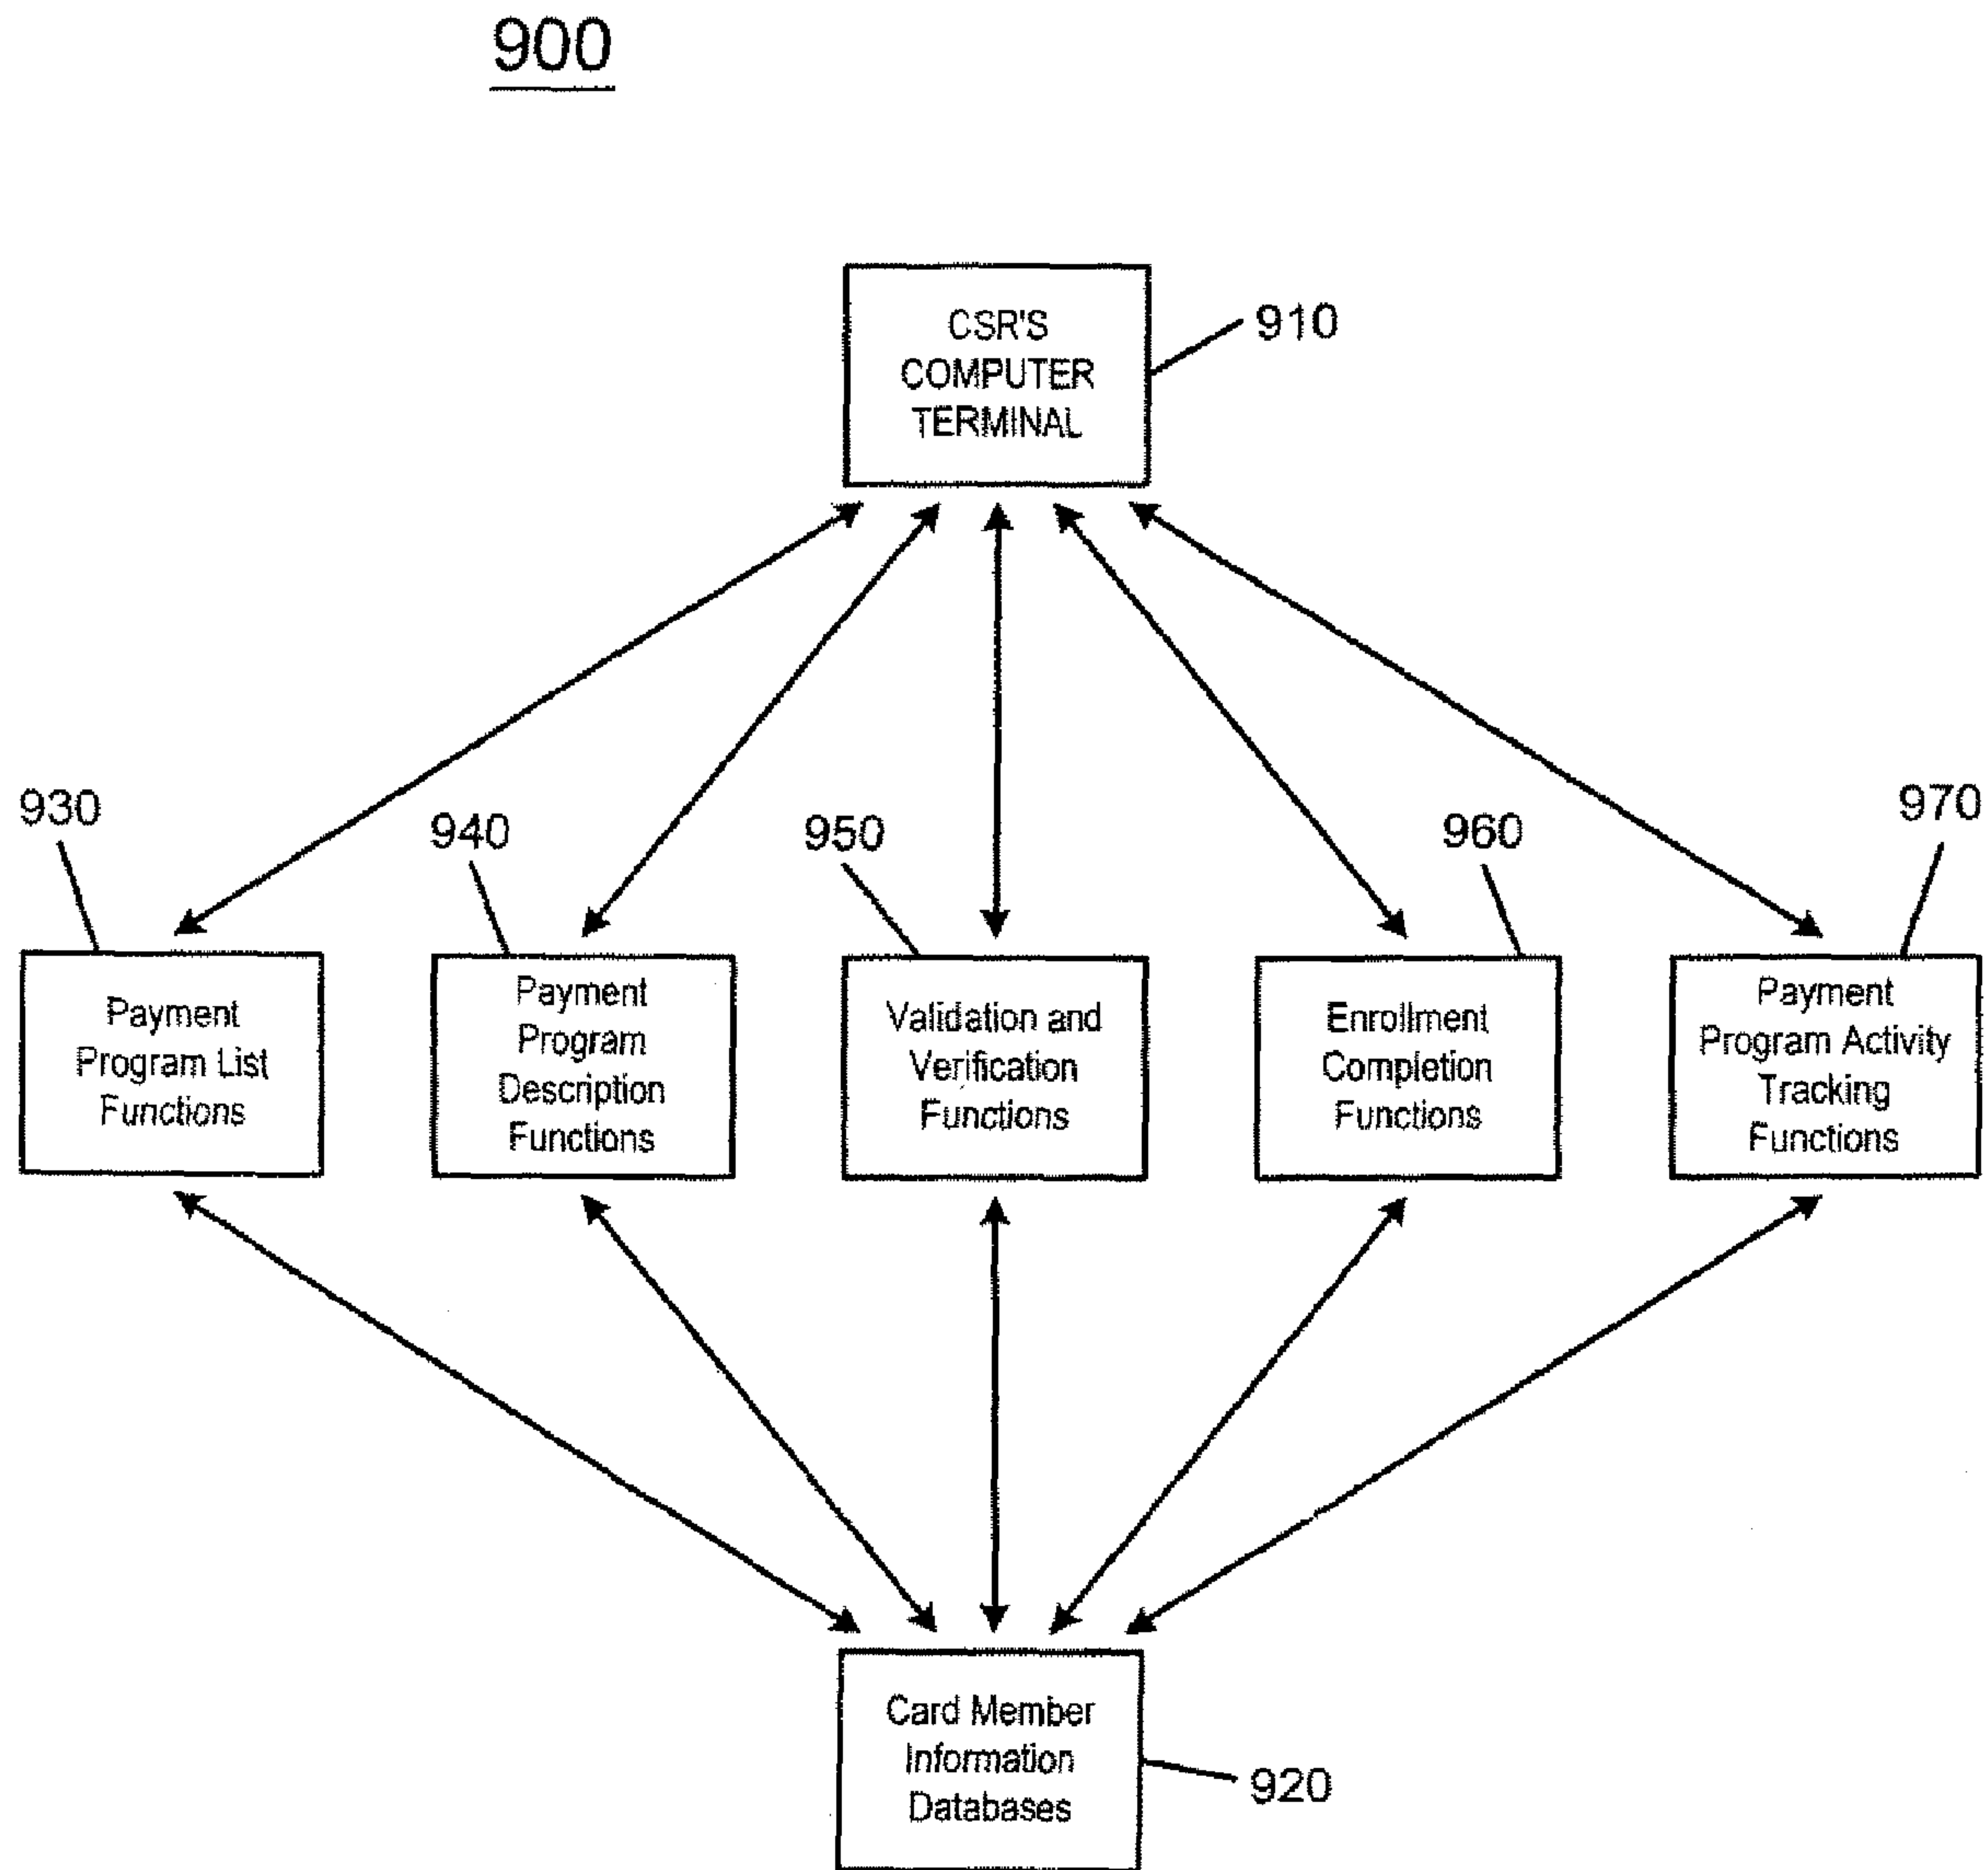 900
CSR'S
COMPUTER
TERMINAL
910
930
940
950
960
970
Payment
Program List
Functions
Payment
Program
Description
Functions
Validation and
Verification
Functions
Enrollment
Completion
Functions
Payment
Program Activity
Tracking
Functions
Card Member
Information
Databases
920